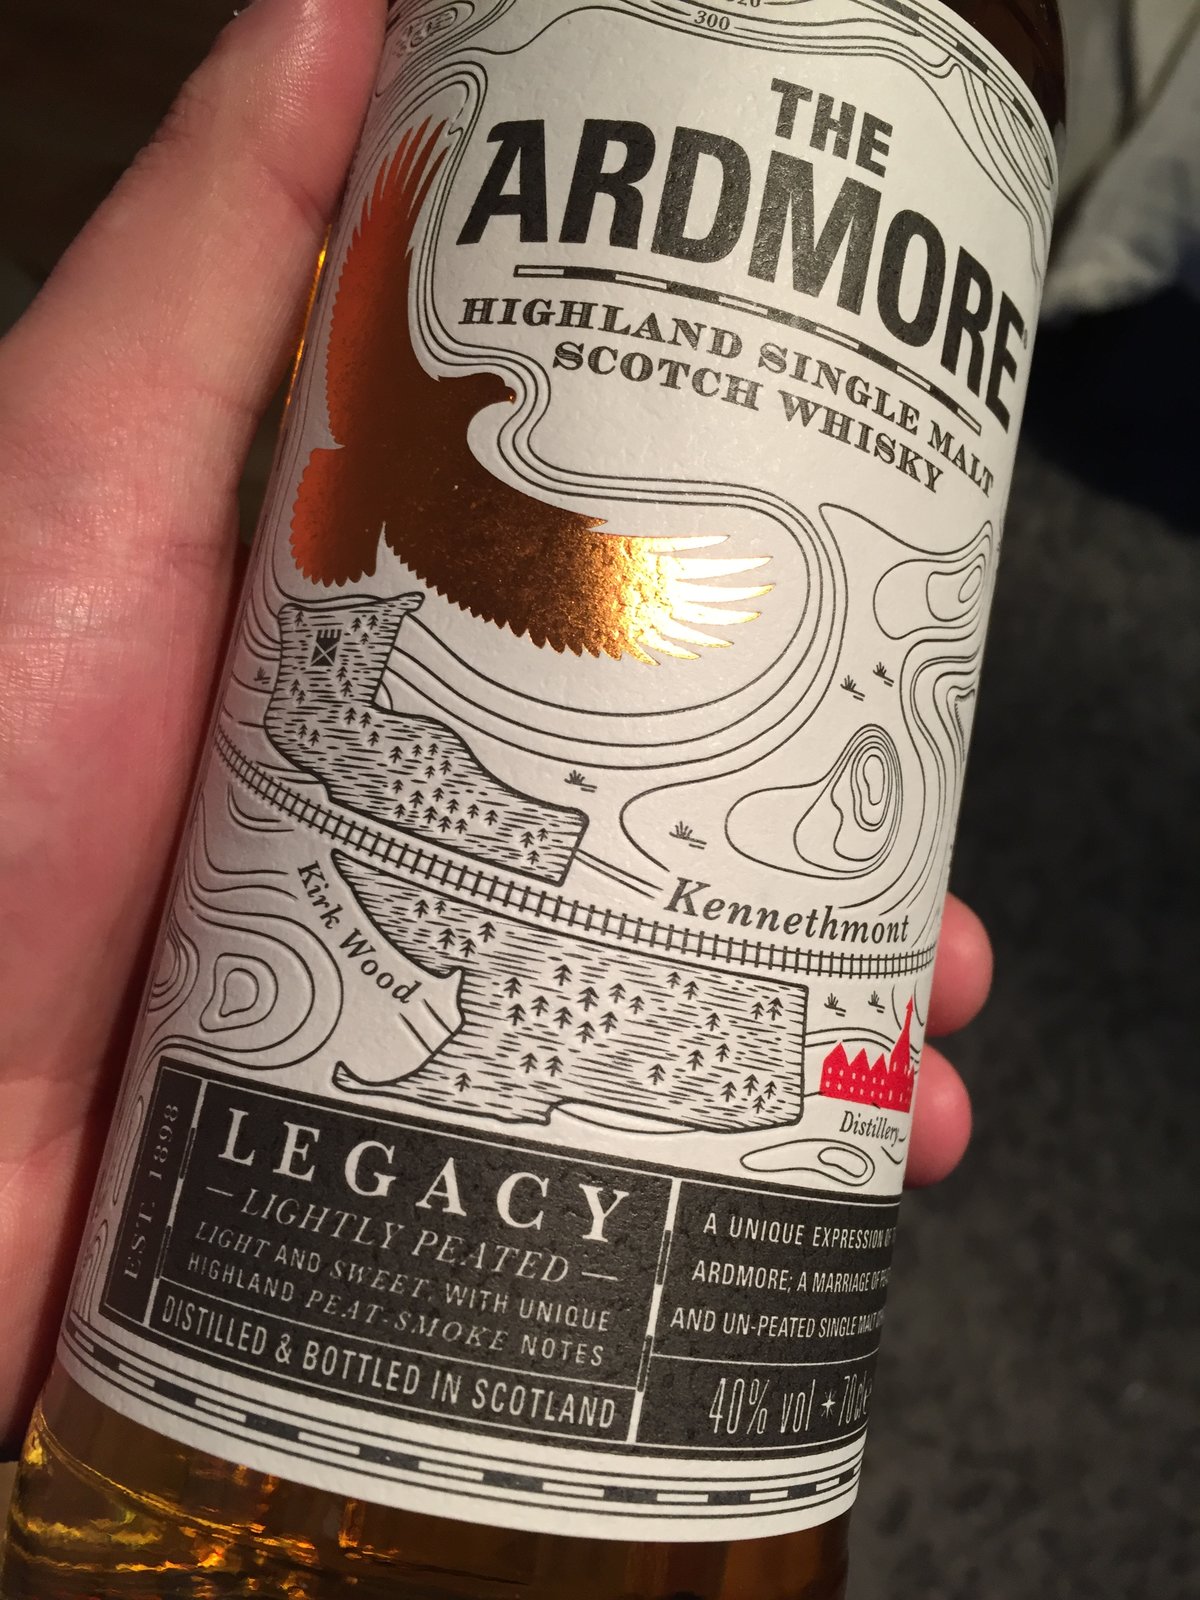 300
THE
ARDMORE
HIGHLAND SINGLE MALT
SCOTCH WHISKY
Kennethmont
Kirk Wood
Distillery
EST. 1898
LEGACY
— LIGHTLY PEATED —
LIGHT AND SWEET, WITH UNIQUE
HIGHLAND PEAT-SMOKE NOTES
DISTILLED & BOTTLED IN SCOTLAND
A UNIQUE EXPRESSION OF
ARDMORE; A MARRIAGE OF
AND UN-PEATED SINGLE MALT
40% vol * 70cl